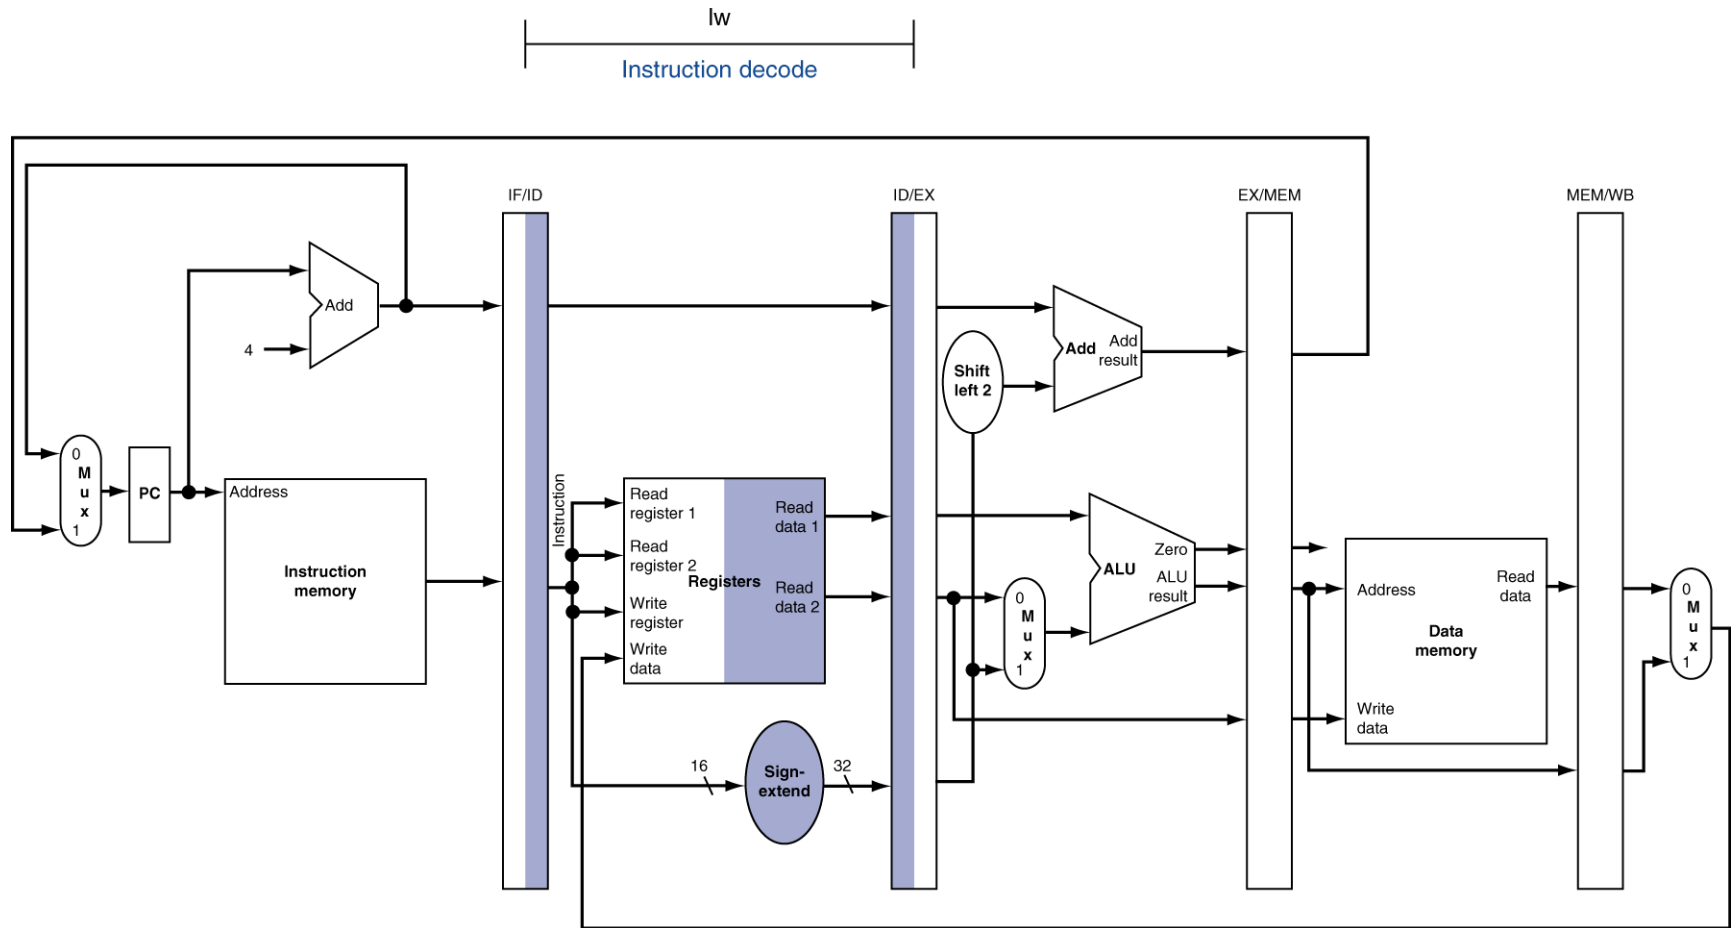 lw
Instruction decode
IF/ID
ID/EX
EX/MEM
MEM/WB
Add
4
Add
Add
result
Shift
left 2
0
M
u
x
1
PC
Address
Instruction
memory
Instruction
Read
register 1
Read
register 2
Write
register
Write
data
Registers
Read
data 1
Read
data 2
16
Sign-
extend
32
0
M
u
x
1
Zero
ALU
ALU
result
Address
Read
data
Data
memory
Write
data
0
M
u
x
1